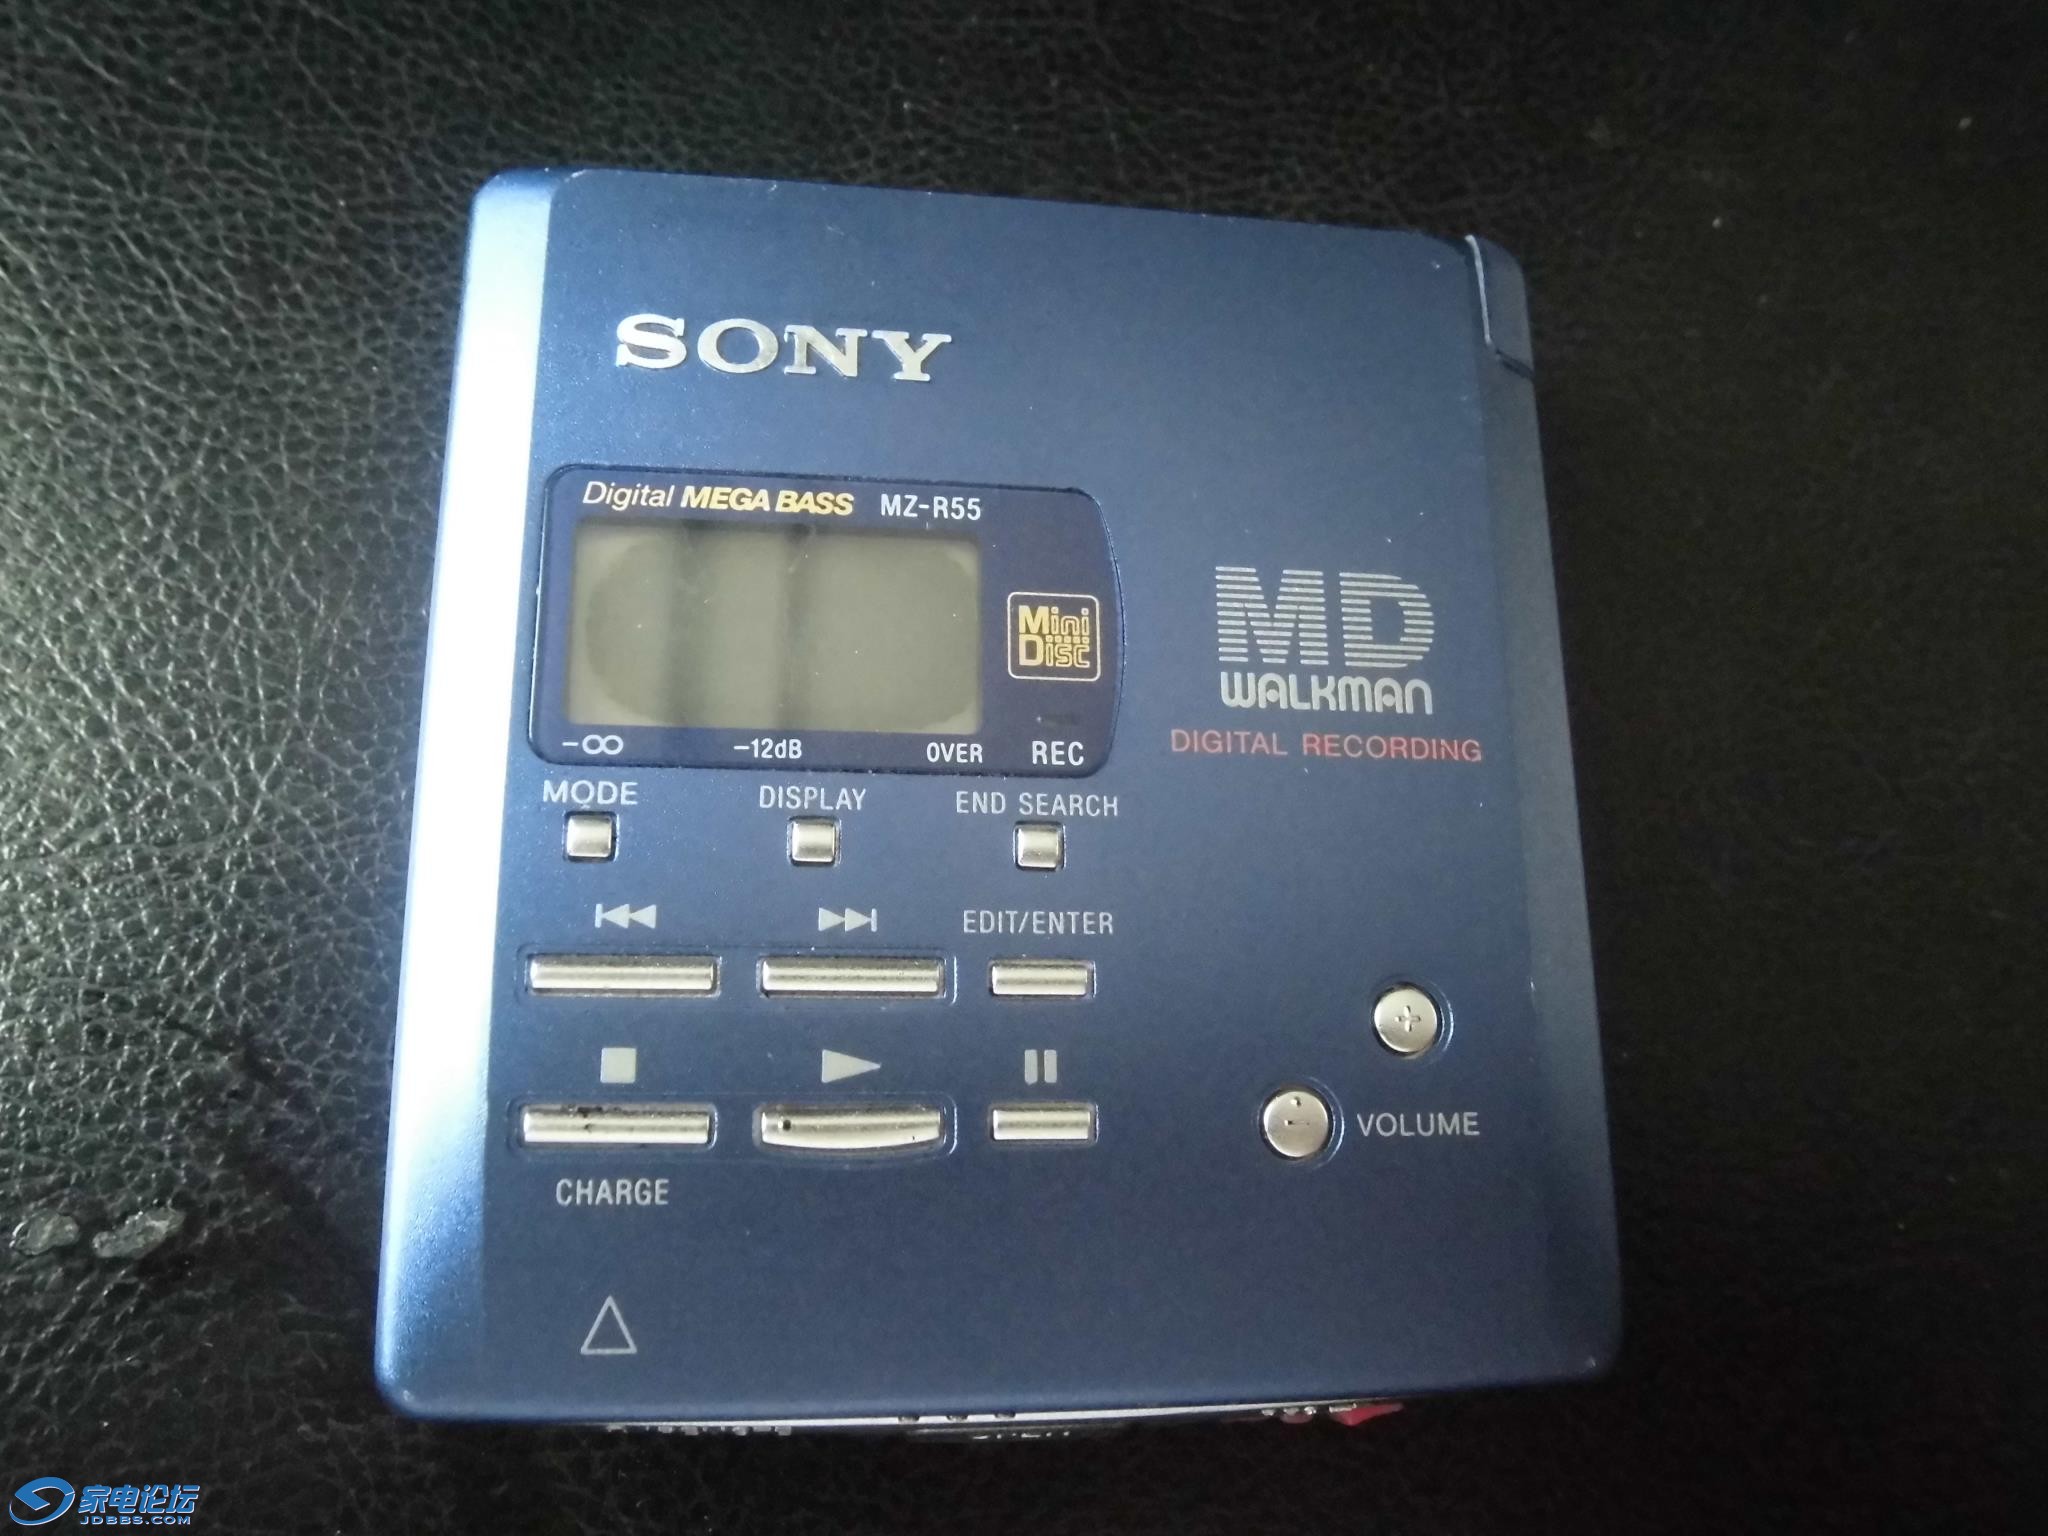 SONY
Digital MEGA BASS MZ-R55
Mini
Disc
MD
WALKMAN
DIGITAL RECORDING
-∞ -12dB OVER REC
MODE DISPLAY END SEARCH
EDIT/ENTER
+
- VOLUME
CHARGE
家电论坛
JDBBS.COM